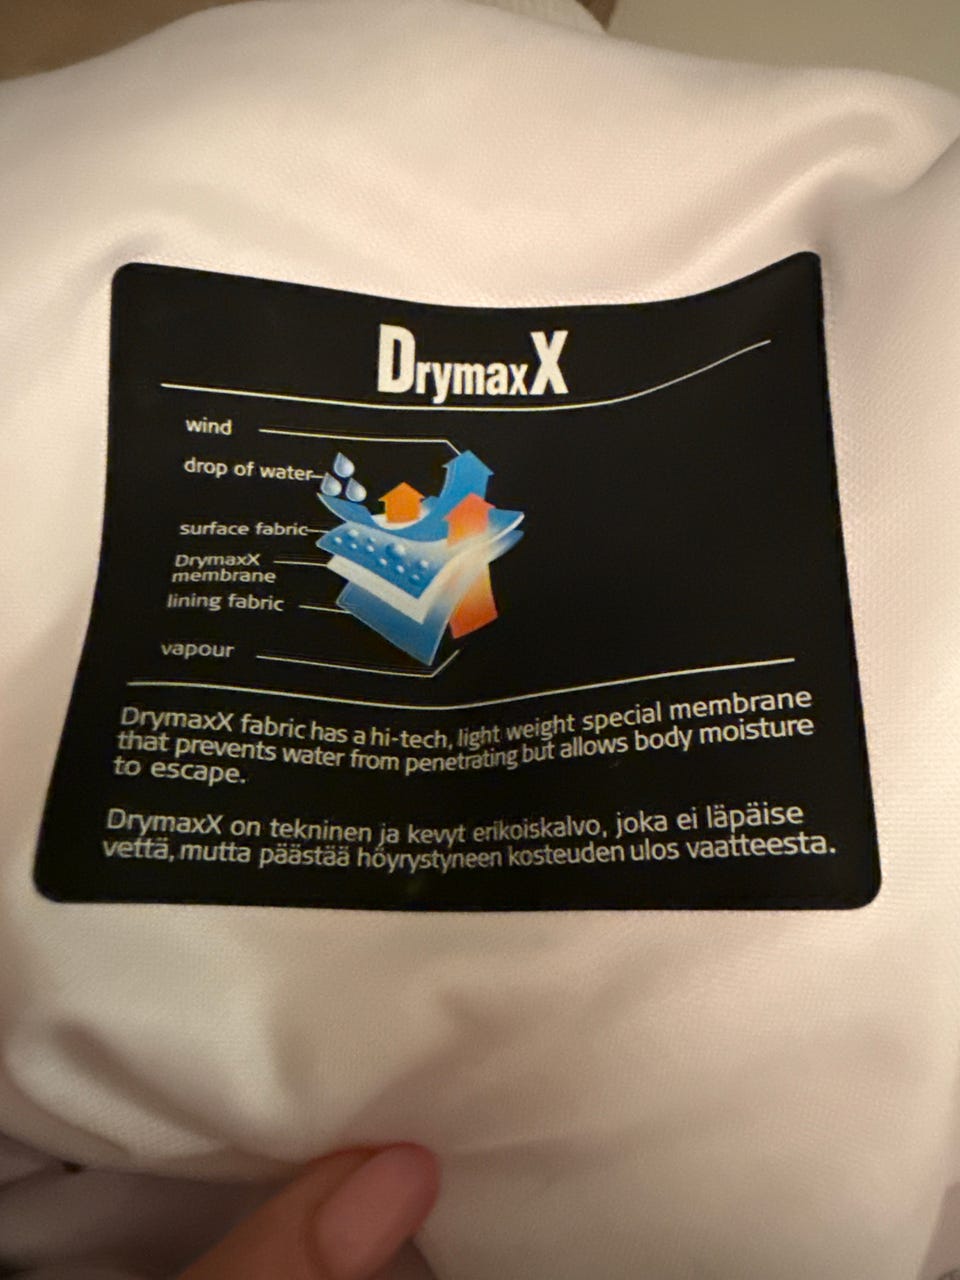 DrymaxX
wind
drop of water
surface fabric
DrymaxX
membrane
lining fabric
vapour
DrymaxX fabric has a hi-tech, light weight special membrane
that prevents water from penetrating but allows body moisture
to escape.
DrymaxX on tekninen ja kevyt erikoiskalvo, joka ei läpäise
vettä, mutta päästää höyrystyneen kosteuden ulos vaatteesta.